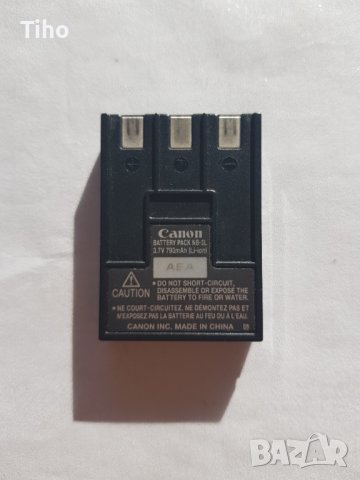 Tiho
Canon
BATTERY PACK NB-3L
3.7V 790mAh (Li-ion)
AEA
CAUTION
• DO NOT SHORT-CIRCUIT,
DISASSEMBLE OR EXPOSE THE
BATTERY TO FIRE OR WATER.
• NE COURT-CIRCUITEZ, NE DÉMONTEZ PAS ET
N'EXPOSEZ PAS LA BATTERIE AU FEU OU À L'EAU.
CANON INC. MADE IN CHINA
BAZAR